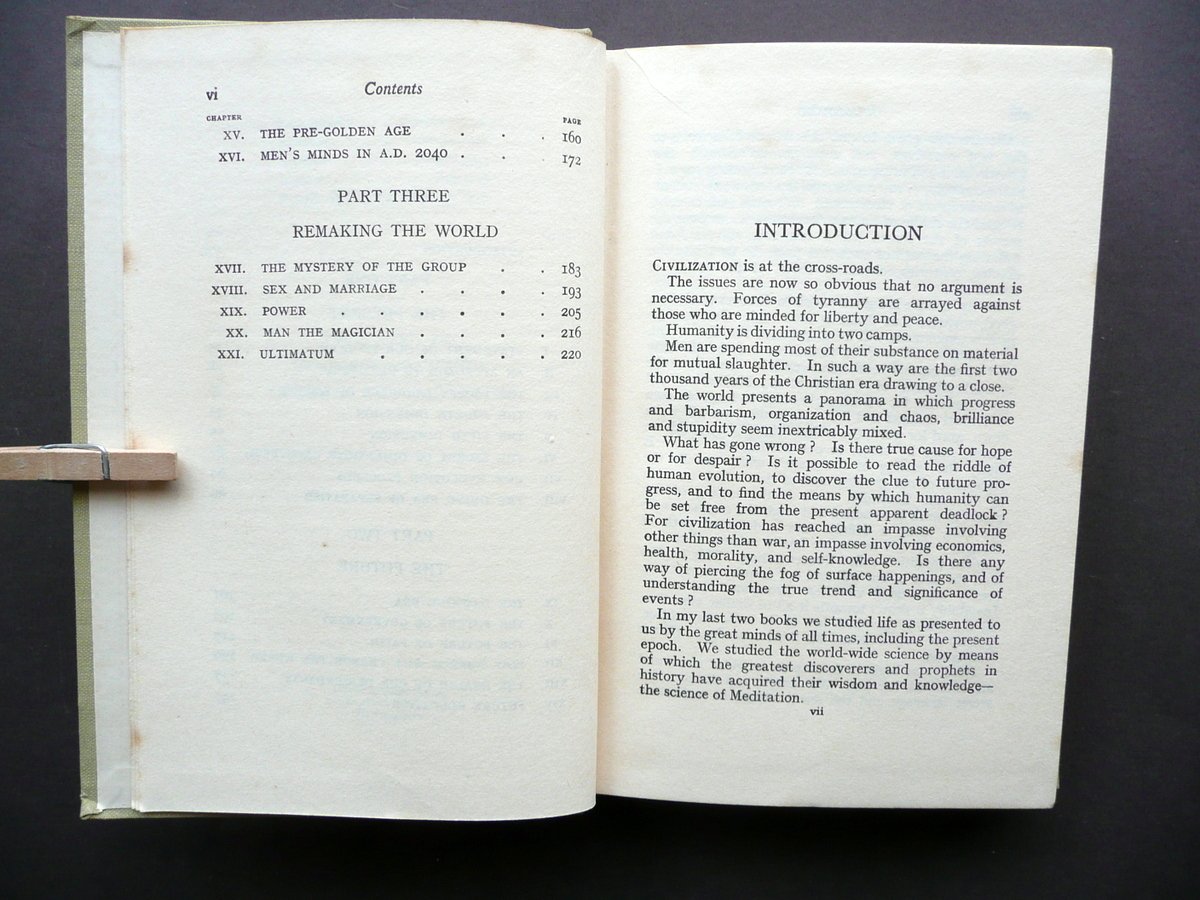 vi Contents
CHAPTER PAGE
XV. THE PRE-GOLDEN AGE . . . 160
XVI. MEN'S MINDS IN A.D. 2040 . . . 172
PART THREE
REMAKING THE WORLD
XVII. THE MYSTERY OF THE GROUP . . 183
XVIII. SEX AND MARRIAGE . . . . 193
XIX. POWER . . . . . . 205
XX. MAN THE MAGICIAN . . . . 216
XXI. ULTIMATUM . . . . . 220
INTRODUCTION
CIVILIZATION is at the cross-roads.
The issues are now so obvious that no argument is
necessary. Forces of tyranny are arrayed against
those who are minded for liberty and peace.
Humanity is dividing into two camps.
Men are spending most of their substance on material
for mutual slaughter. In such a way are the first two
thousand years of the Christian era drawing to a close.
The world presents a panorama in which progress
and barbarism, organization and chaos, brilliance
and stupidity seem inextricably mixed.
What has gone wrong? Is there true cause for hope
or for despair? Is it possible to read the riddle of
human evolution, to discover the clue to future pro-
gress, and to find the means by which humanity can
be set free from the present apparent deadlock?
For civilization has reached an impasse involving
other things than war, an impasse involving economics,
health, morality, and self-knowledge. Is there any
way of piercing the fog of surface happenings, and of
understanding the true trend and significance of
events?
In my last two books we studied life as presented to
us by the great minds of all times, including the present
epoch. We studied the world-wide science by means
of which the greatest discoverers and prophets in
history have acquired their wisdom and knowledge—
the science of Meditation.
vii